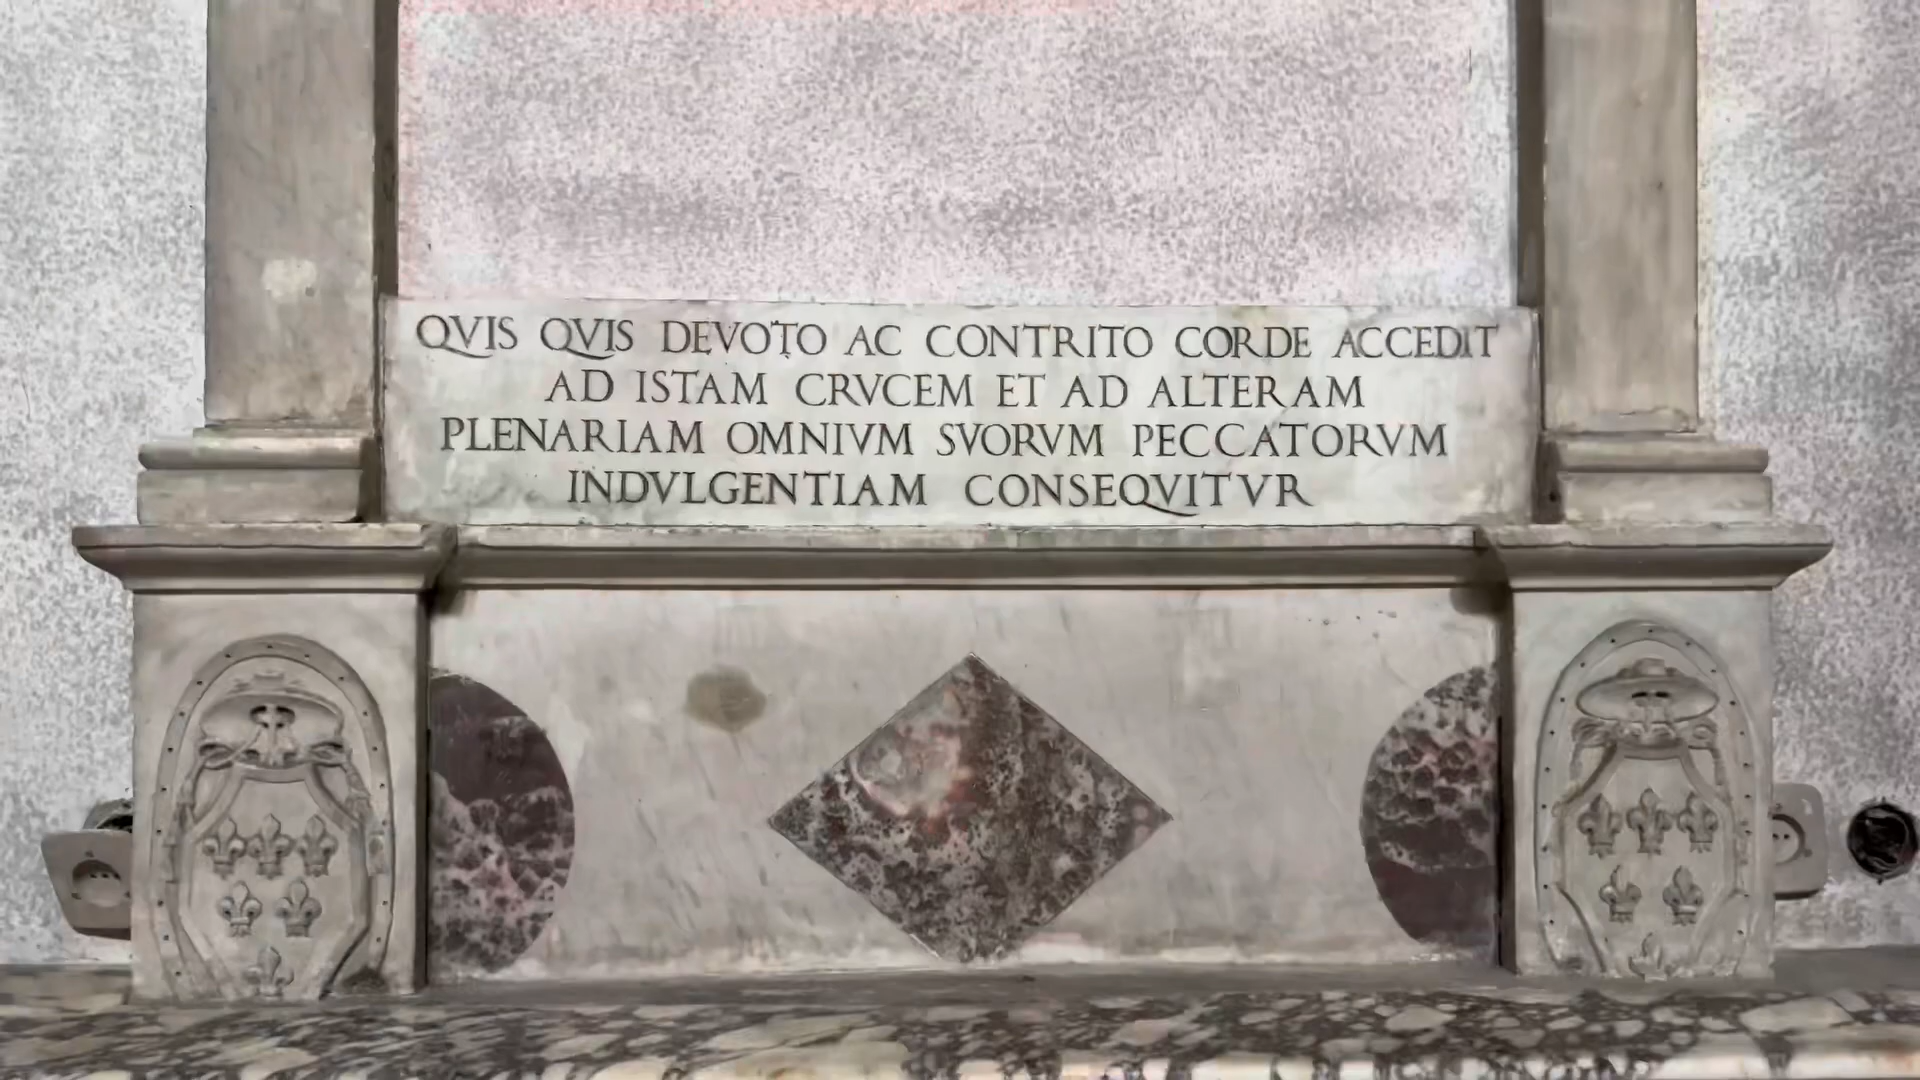 QVIS QVIS DEVOTO AC CONTRITO CORDE ACCEDIT
AD ISTAM CRVCEM ET AD ALTERAM
PLENARIAM OMNIVM SVORVM PECCATORVM
INDVLGENTIAM CONSEQVITVR